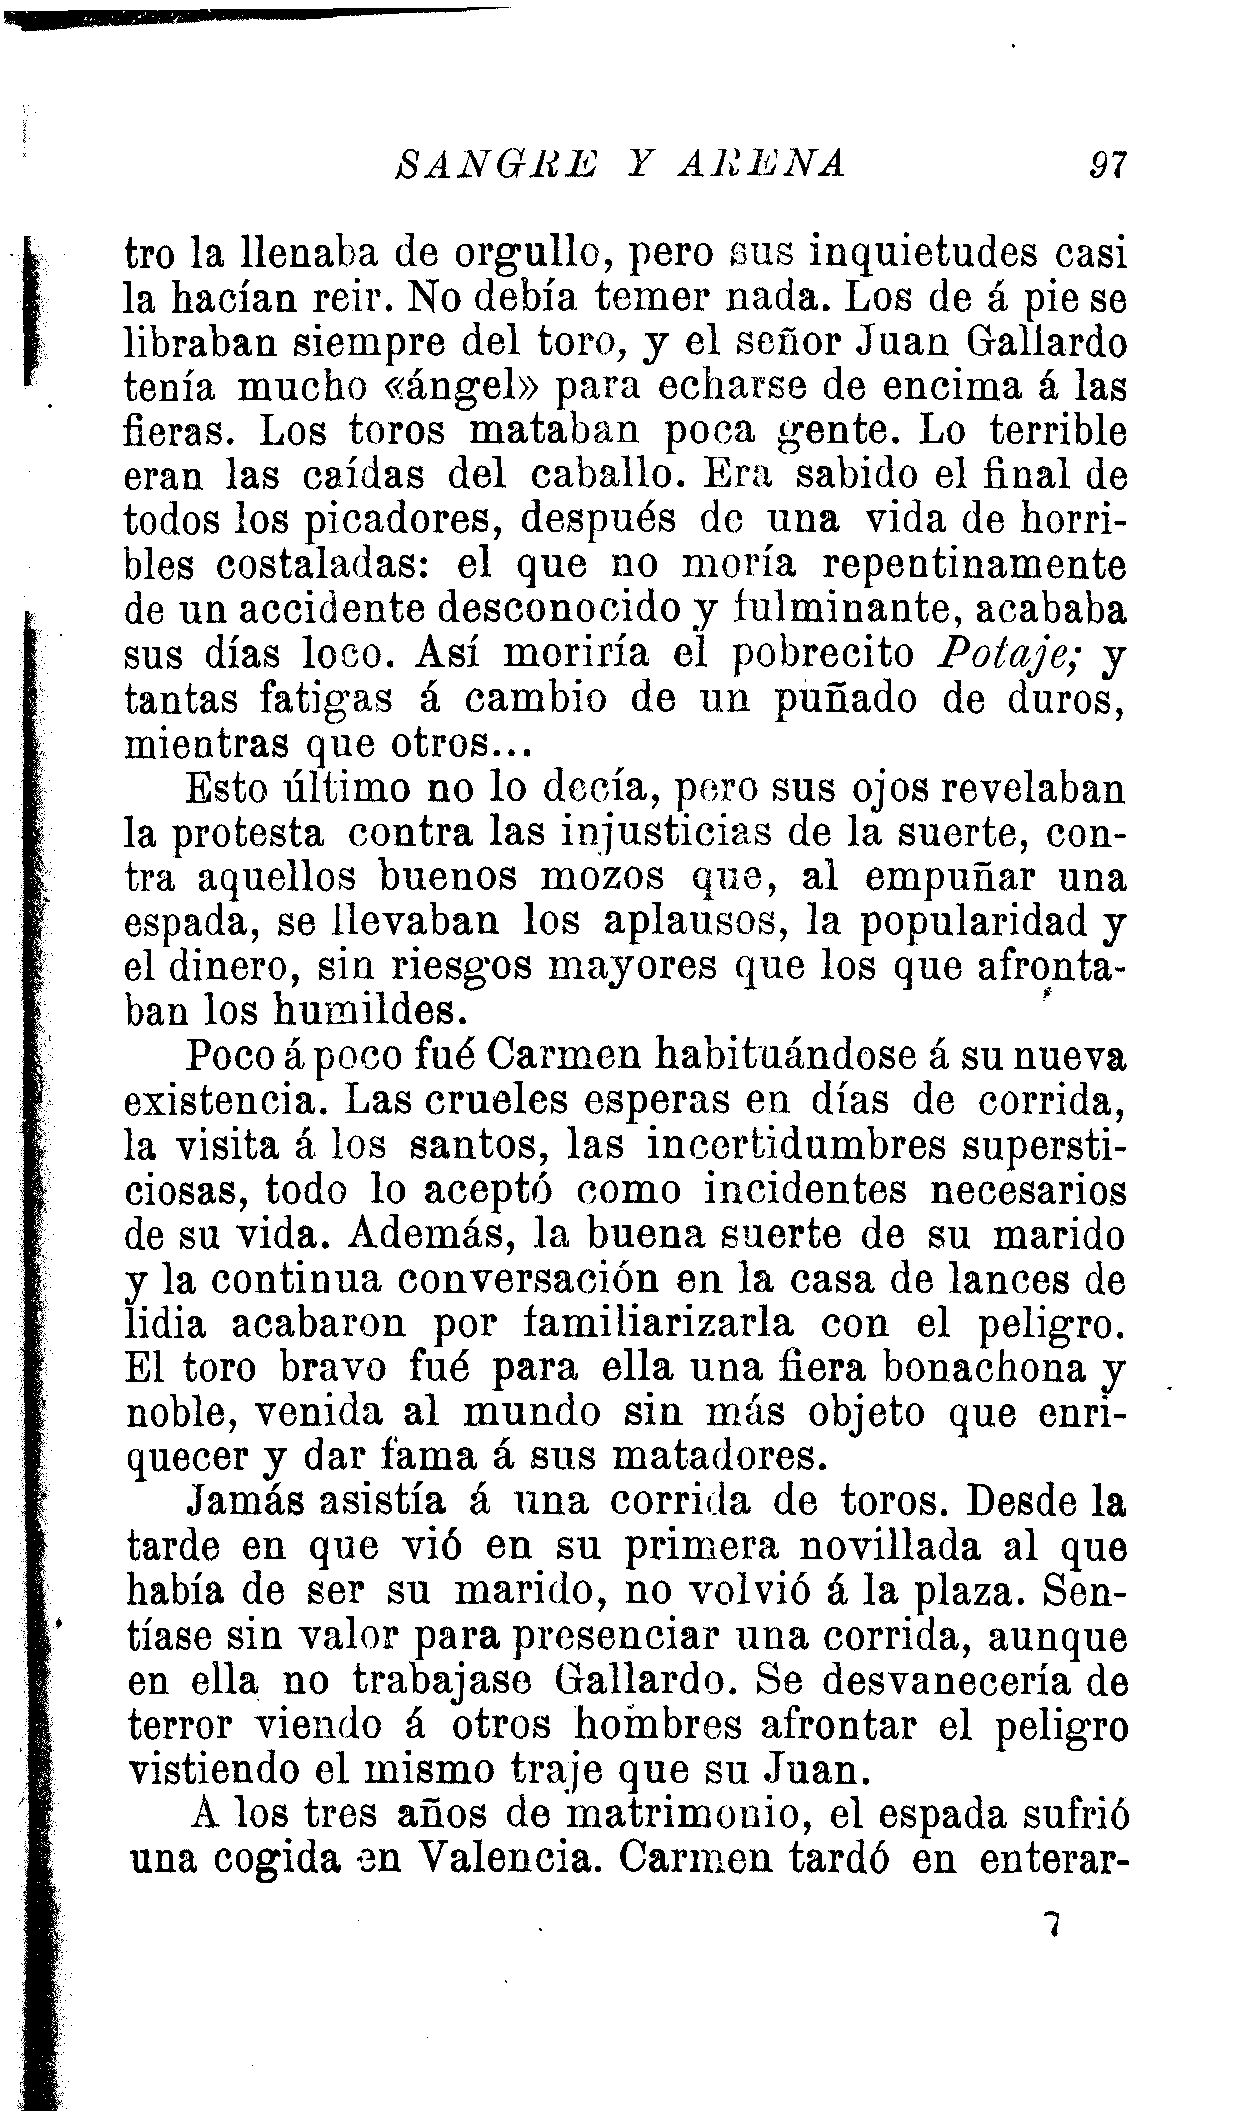 SANGRE Y ARENA 97
tro la llenaba de orgullo, pero sus inquietudes casi
la hacían reir. No debía temer nada. Los de á pie se
libraban siempre del toro, y el señor Juan Gallardo
tenía mucho «ángel» para echarse de encima á las
fieras. Los toros mataban poca gente. Lo terrible
eran las caídas del caballo. Era sabido el final de
todos los picadores, después de una vida de horri-
bles costaladas: el que no moría repentinamente
de un accidente desconocido y fulminante, acababa
sus días loco. Así moriría el pobrecito Potaje; y
tantas fatigas á cambio de un puñado de duros,
mientras que otros...
Esto último no lo decía, pero sus ojos revelaban
la protesta contra las injusticias de la suerte, con-
tra aquellos buenos mozos que, al empuñar una
espada, se llevaban los aplausos, la popularidad y
el dinero, sin riesgos mayores que los que afronta-
ban los humildes.
Poco á poco fué Carmen habituándose á su nueva
existencia. Las crueles esperas en días de corrida,
la visita á los santos, las incertidumbres supersti-
ciosas, todo lo aceptó como incidentes necesarios
de su vida. Además, la buena suerte de su marido
y la continua conversación en la casa de lances de
lidia acabaron por familiarizarla con el peligro.
El toro bravo fué para ella una fiera bonachona y
noble, venida al mundo sin más objeto que enri-
quecer y dar fama á sus matadores.
Jamás asistía á una corrida de toros. Desde la
tarde en que vió en su primera novillada al que
había de ser su marido, no volvió á la plaza. Sen-
tíase sin valor para presenciar una corrida, aunque
en ella no trabajase Gallardo. Se desvanecería de
terror viendo á otros hombres afrontar el peligro
vistiendo el mismo traje que su Juan.
A los tres años de matrimonio, el espada sufrió
una cogida en Valencia. Carmen tardó en enterar-
7